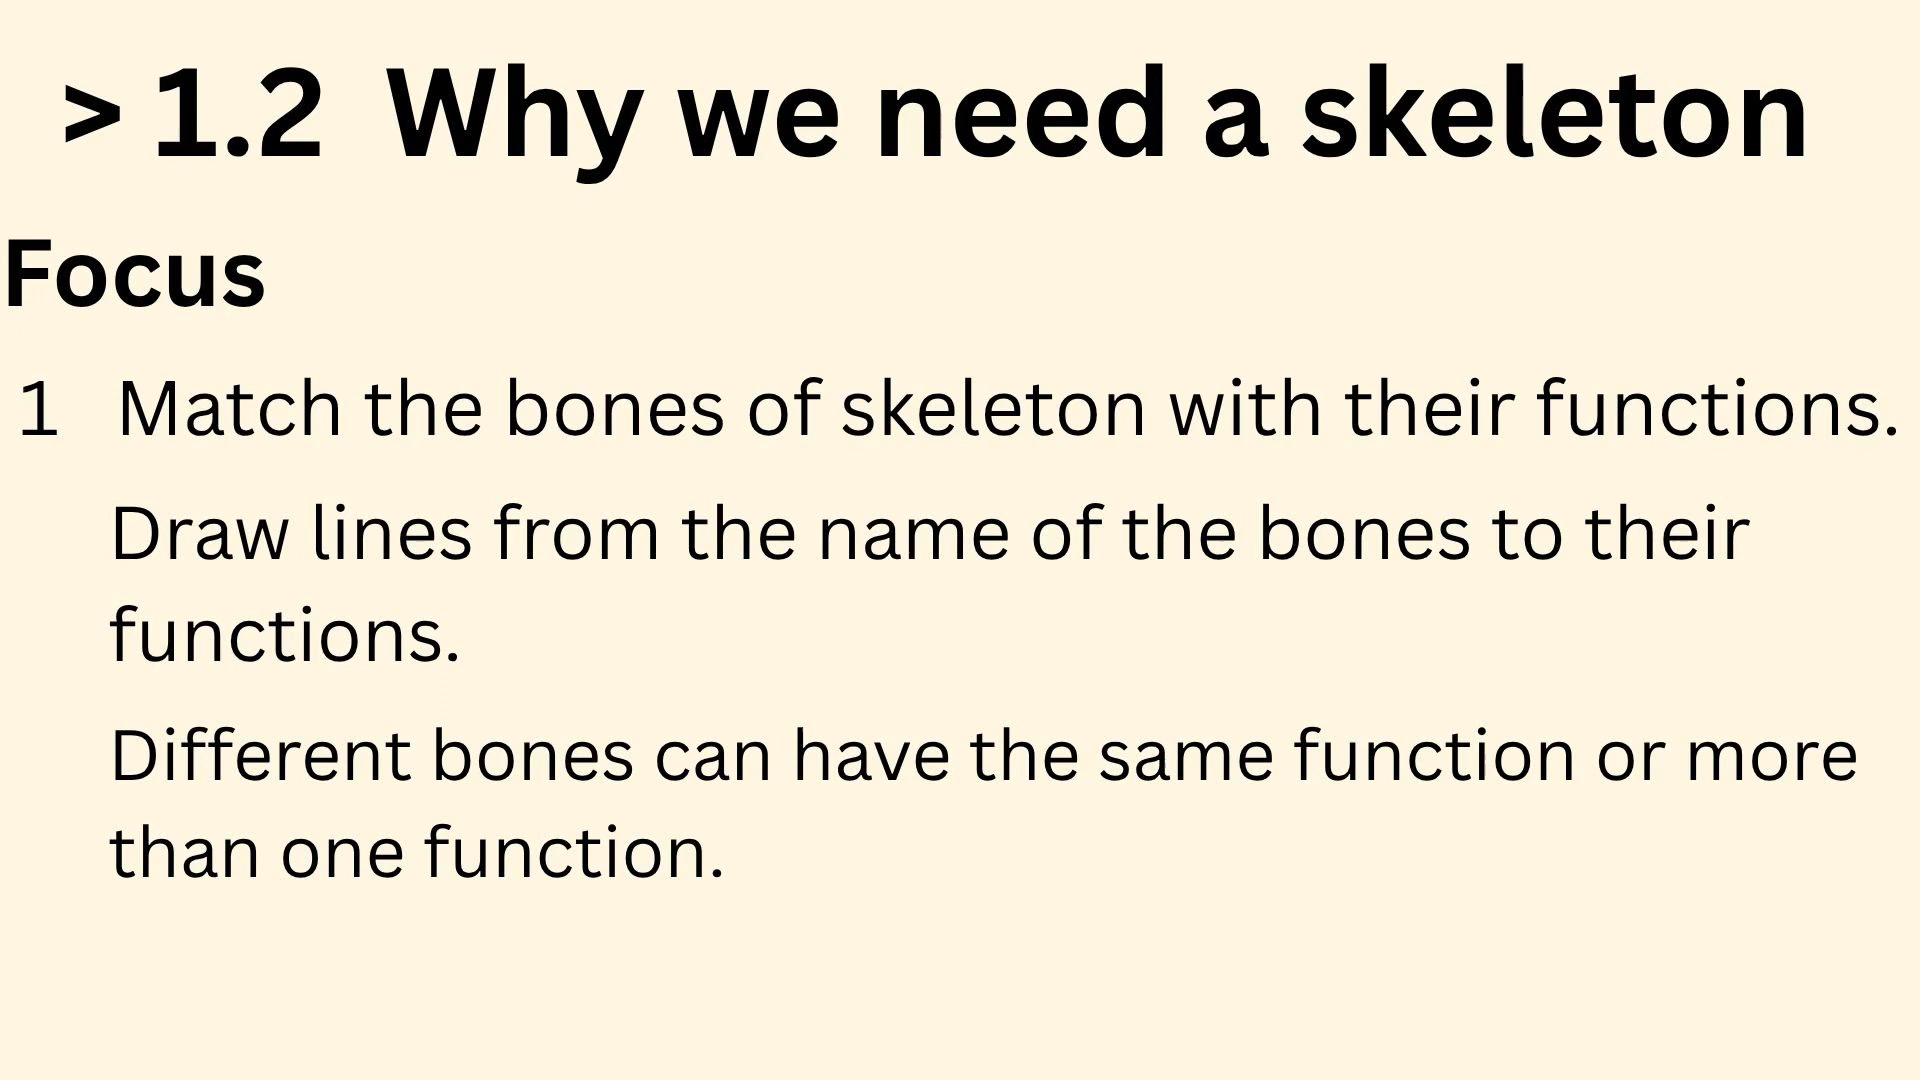 > 1.2 Why we need a skeleton
Focus
1 Match the bones of skeleton with their functions.
Draw lines from the name of the bones to their
functions.
Different bones can have the same function or more
than one function.